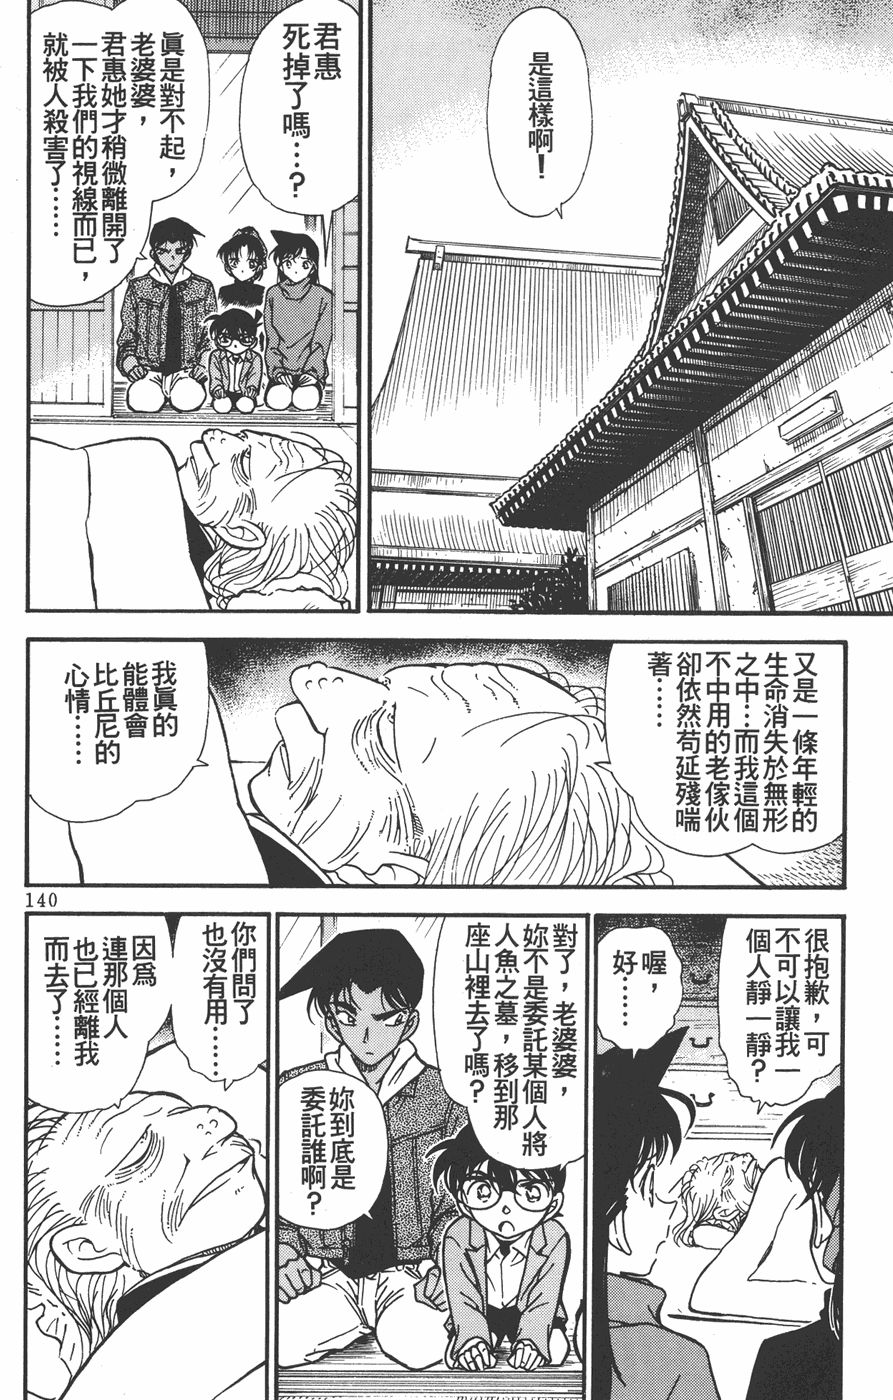 是這樣啊！
君惠
死掉了嗎…？
眞是對不起，
老婆婆，
君惠她才稍微離開了
一下我們的視線而已，
就被人殺害了……
又是一條年輕的
生命消失於無形
之中…而我這個
不中用的老傢伙
卻依然苟延殘喘
著……
我眞的
能體會
比丘尼的
心情……
140
很抱歉，可
不可以讓我一
個人靜一靜？
喔，
好……
對了，老婆婆，
妳不是委託某個人將
人魚之墓，移到那
座山裡去了嗎？
妳到底是
委託誰啊？
你們問了
也沒有用……
因爲
連那個人
也已經離我
而去了……